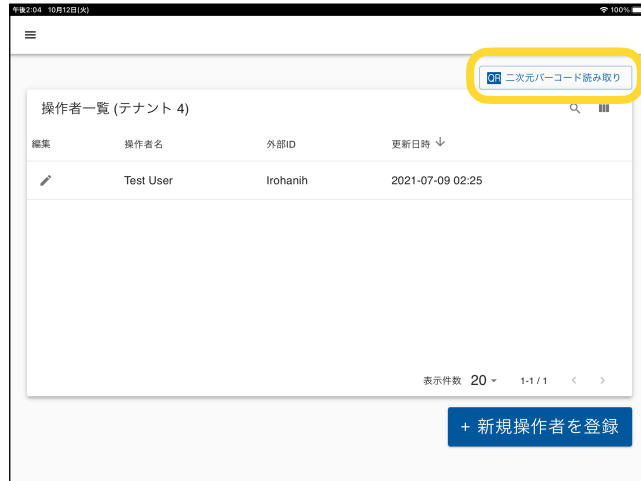 午後2:04 10月12日(火) 100%
QR 二次元バーコード読み取り
操作者一覧 (テナント 4)
編集 操作者名 外部ID 更新日時
Test User Irohanih 2021-07-09 02:25
表示件数 20 1-1 / 1
+ 新規操作者を登録